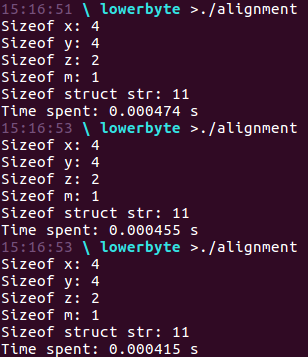 15:16:51 \ lowerbyte >./alignment
Sizeof x: 4
Sizeof y: 4
Sizeof z: 2
Sizeof m: 1
Sizeof struct str: 11
Time spent: 0.000474 s
15:16:53 \ lowerbyte >./alignment
Sizeof x: 4
Sizeof y: 4
Sizeof z: 2
Sizeof m: 1
Sizeof struct str: 11
Time spent: 0.000455 s
15:16:53 \ lowerbyte >./alignment
Sizeof x: 4
Sizeof y: 4
Sizeof z: 2
Sizeof m: 1
Sizeof struct str: 11
Time spent: 0.000415 s